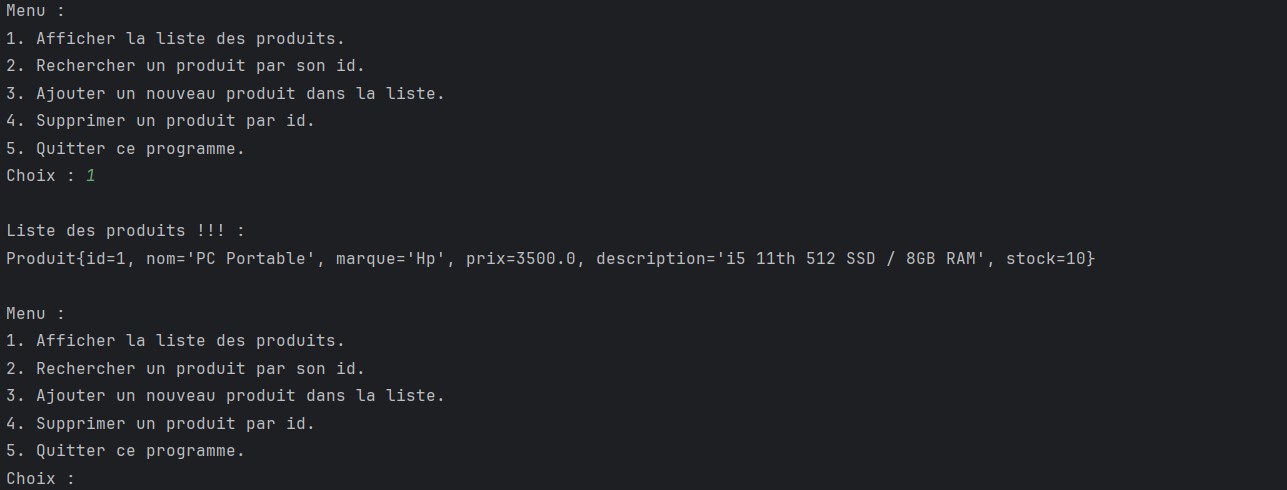 Menu :
1. Afficher la liste des produits.
2. Rechercher un produit par son id.
3. Ajouter un nouveau produit dans la liste.
4. Supprimer un produit par id.
5. Quitter ce programme.
Choix : 1
Liste des produits !!! :
Produit{id=1, nom='PC Portable', marque='Hp', prix=3500.0, description='i5 11th 512 SSD / 8GB RAM', stock=10}
Menu :
1. Afficher la liste des produits.
2. Rechercher un produit par son id.
3. Ajouter un nouveau produit dans la liste.
4. Supprimer un produit par id.
5. Quitter ce programme.
Choix :